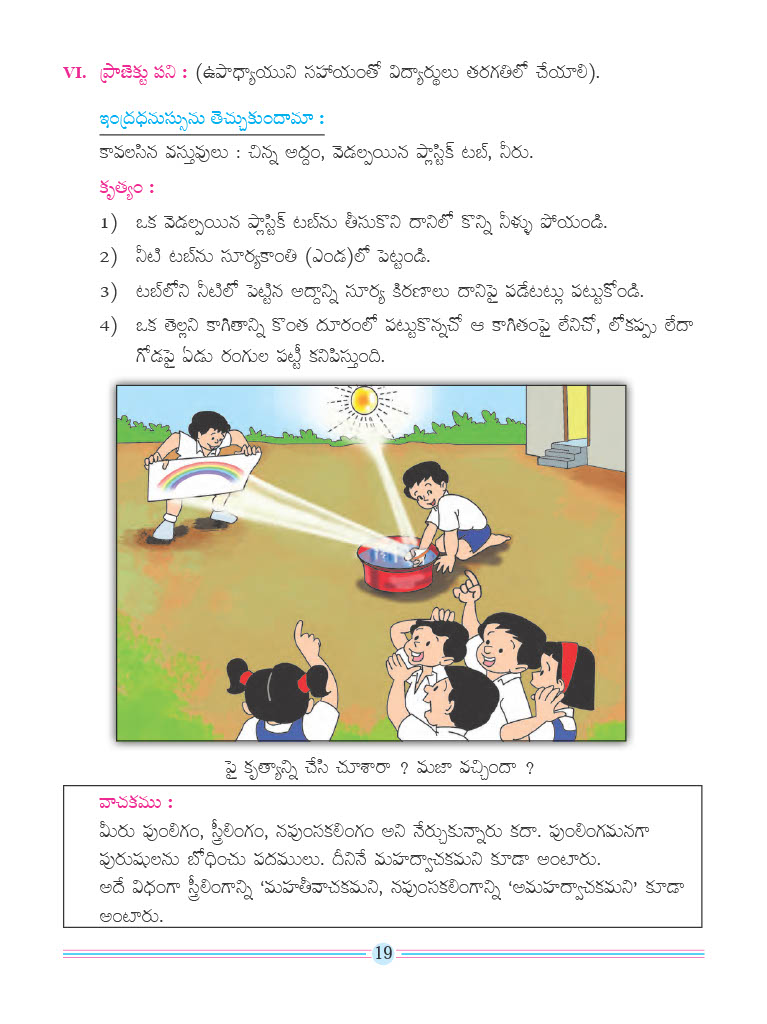 VI. ప్రాజెక్టు పని : (ఉపాధ్యాయుని సహాయంతో విద్యార్థులు తరగతిలో చేయాలి).
ఇంద్రధనుస్సును తెచ్చుకుందామా :
కావలసిన వస్తువులు : చిన్న అద్దం, వెడల్పయిన ప్లాస్టిక్ టబ్, నీరు.
కృత్యం :
1) ఒక వెడల్పయిన ప్లాస్టిక్ టబ్‌ను తీసుకొని దానిలో కొన్ని నీళ్ళు పోయండి.
2) నీటి టబ్‌ను సూర్యకాంతి (ఎండ)లో పెట్టండి.
3) టబ్‌లోని నీటిలో పెట్టిన అద్దాన్ని సూర్య కిరణాలు దానిపై పడేటట్లు పట్టుకోండి.
4) ఒక తెల్లని కాగితాన్ని కొంత దూరంలో పట్టుకొన్నచో ఆ కాగితంపై లేనిచో, లోకప్పు లేదా
గోడపై ఏడు రంగుల పట్టీ కనిపిస్తుంది.
పై కృత్యాన్ని చేసి చూశారా ? మజా వచ్చిందా ?
వాచకము :
మీరు పుంలిగం, స్త్రీలింగం, నపుంసకలింగం అని నేర్చుకున్నారు కదా. పుంలింగమనగా
పురుషులను బోధించు పదములు. దీనినే మహద్వాచకమని కూడా అంటారు.
అదే విధంగా స్త్రీలింగాన్ని ‘మహతీవాచకమని, నపుంసకలింగాన్ని ‘అమహద్వాచకమని’ కూడా
అంటారు.
19